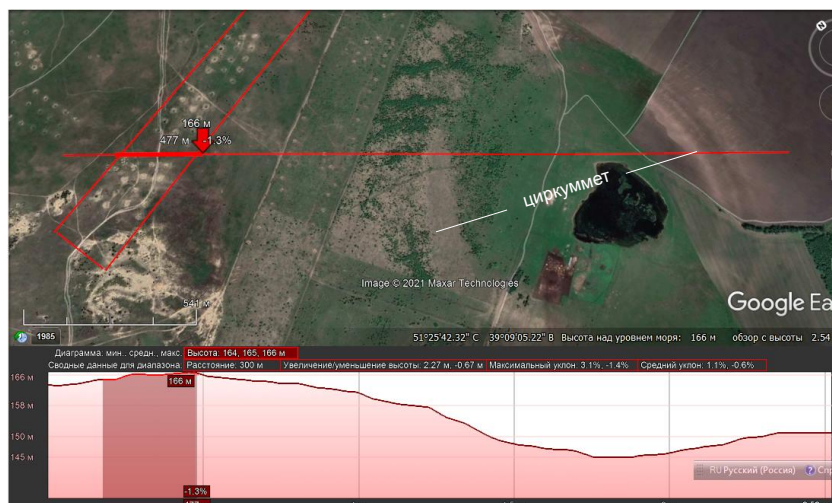 166 м
477 м -1.3%
циркуммет
Image © 2021 Maxar Technologies
541 м
Google Ea
1985
51°25'42.32" С 39°09'05.22" В Высота над уровнем моря: 166 м обзор с высоты 2.54
Диаграмма: мин., средн., макс. Высота: 164, 165, 166 м
Сводные данные для диапазона: Расстояние: 300 м Увеличение/уменьшение высоты: 2.27 м, -0.67 м Максимальный уклон: 3.1%, -1.4% Средний уклон: 1.1%, -0.6%
166 м
166 м
158 м
150 м
145 м
RU Русский (Россия) ? Спр
-1.3%